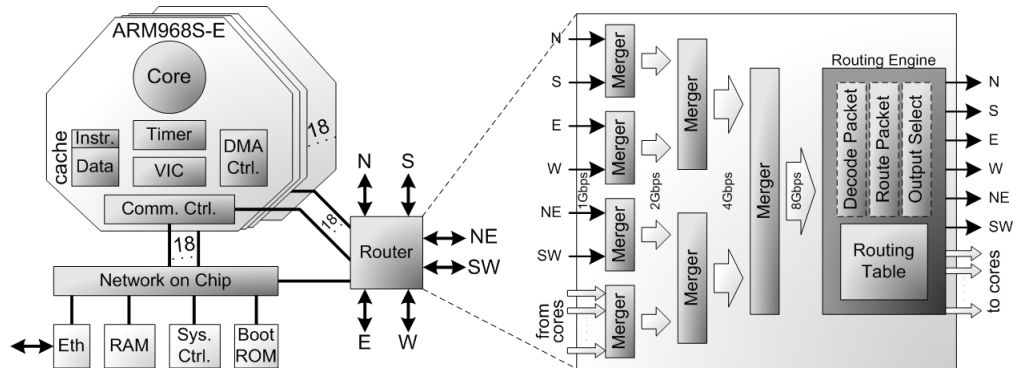 ARM968S-E
Core
cache
Instr.
Data
Timer
VIC
DMA
Ctrl.
18
Comm. Ctrl.
18
18
Network on Chip
Eth
RAM
Sys.
Ctrl.
Boot
ROM
N
S
Router
NE
SW
E
W
N
S
E
W
NE
SW
from
cores
Merger
Merger
Merger
Merger
1Gbps
2Gbps
Merger
Merger
4Gbps
Merger
8Gbps
Routing Engine
Decode Packet
Route Packet
Output Select
Routing
Table
N
S
E
W
NE
SW
to cores